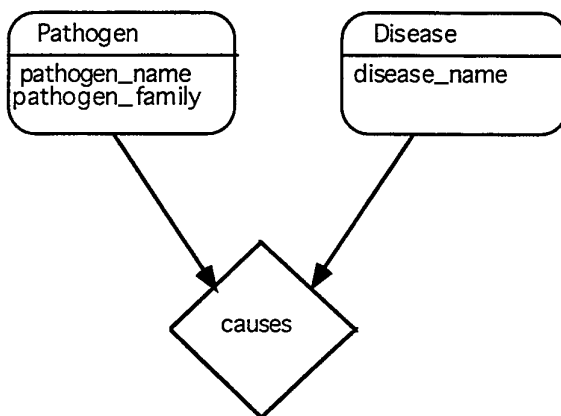 Pathogen
pathogen_name
pathogen_family
Disease
disease_name
causes